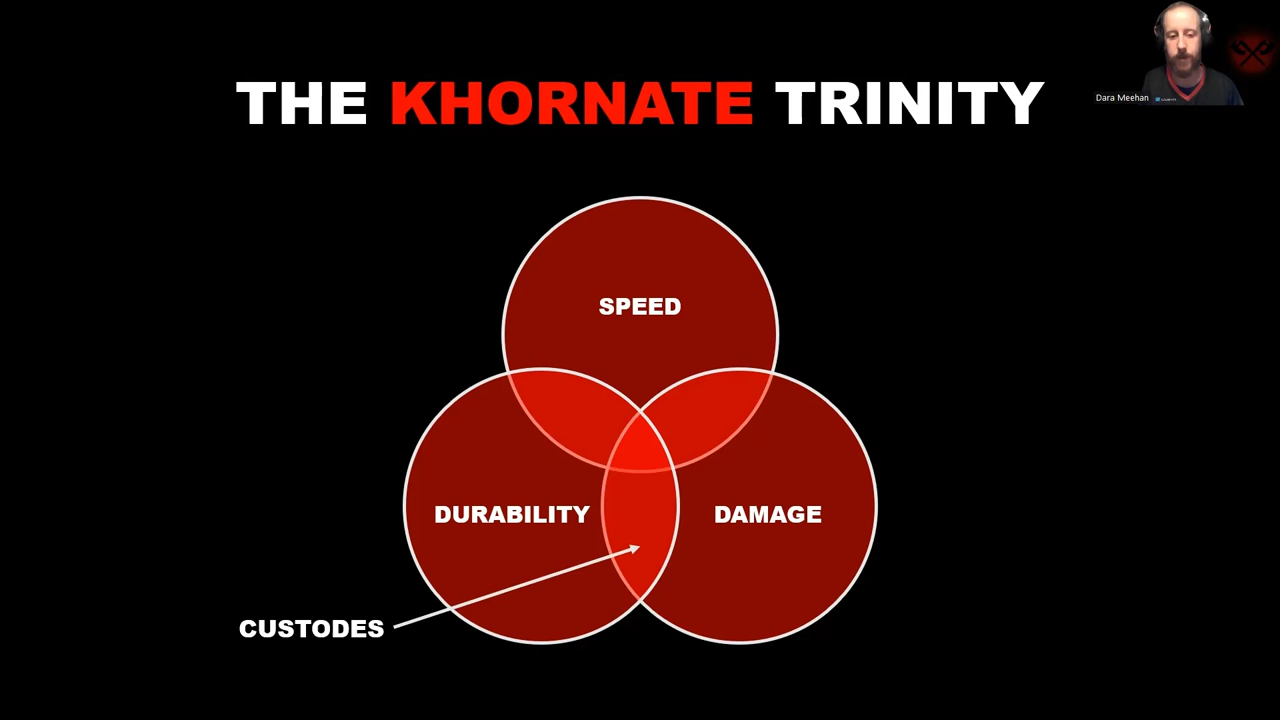 THE KHORNATE TRINITY
Dara Meehan
SPEED
DURABILITY
DAMAGE
CUSTODES